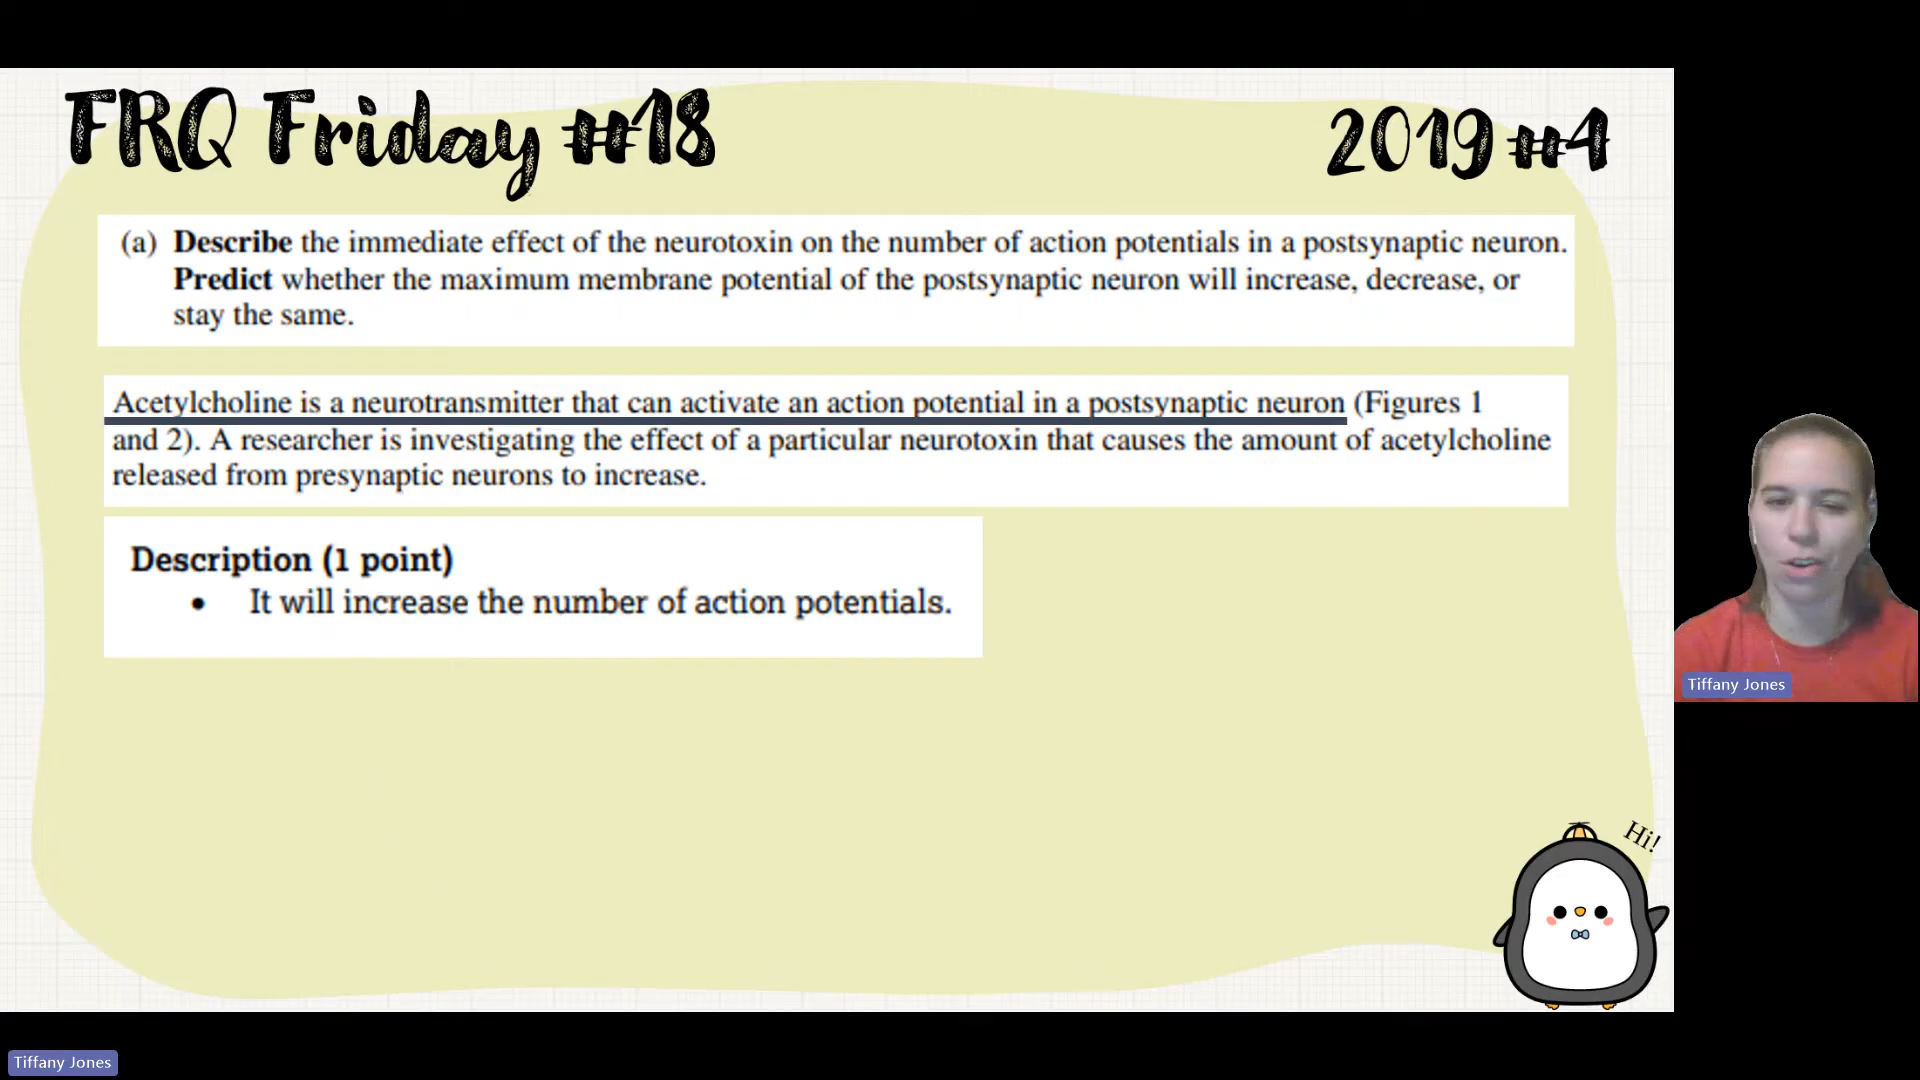 FRQ Friday #18
2019 #4
(a) Describe the immediate effect of the neurotoxin on the number of action potentials in a postsynaptic neuron.
Predict whether the maximum membrane potential of the postsynaptic neuron will increase, decrease, or
stay the same.
Acetylcholine is a neurotransmitter that can activate an action potential in a postsynaptic neuron (Figures 1
and 2). A researcher is investigating the effect of a particular neurotoxin that causes the amount of acetylcholine
released from presynaptic neurons to increase.
Description (1 point)
• It will increase the number of action potentials.
Hi!
Tiffany Jones
Tiffany Jones